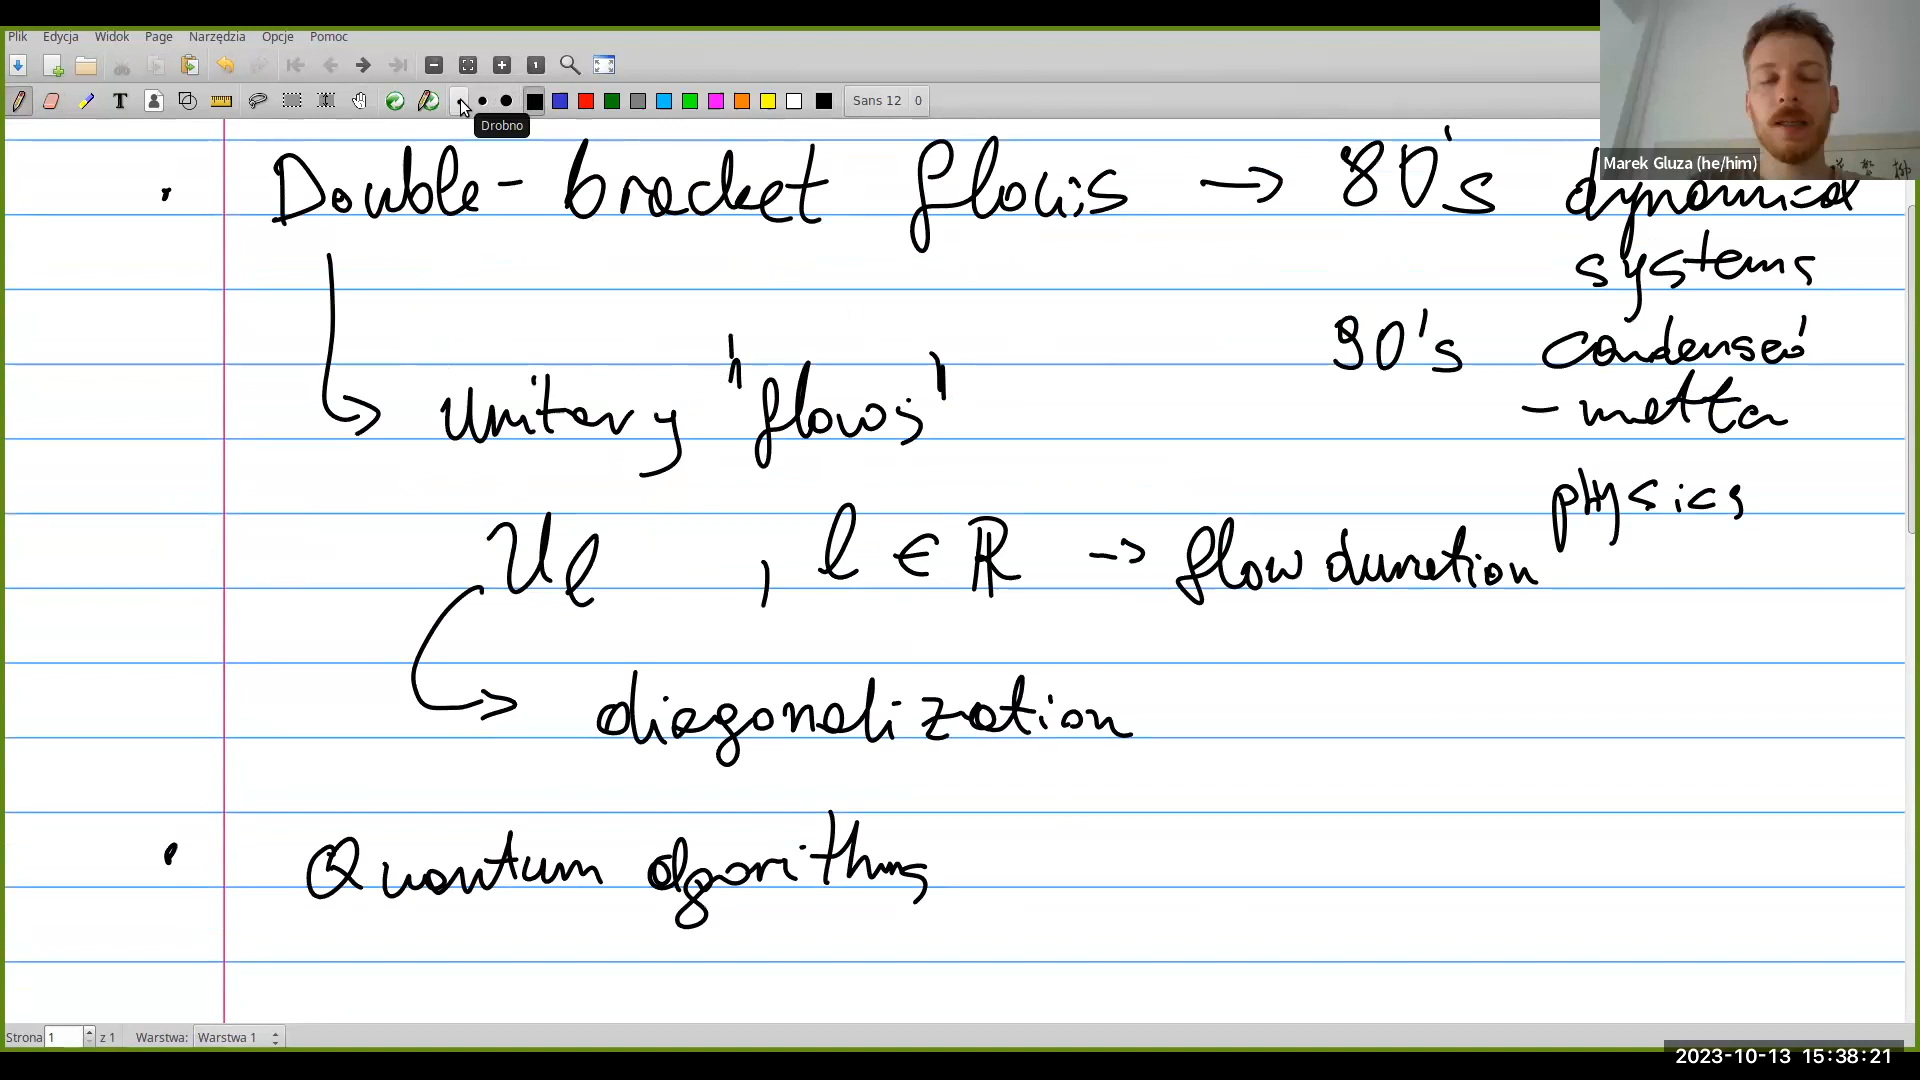 Plik Edycja Widok Page Narzędzia Opcje Pomoc
Sans 12 0
Drobno
Marek Gluza (he/him)
• Double-bracket flows → 80's dynamical
systems
90's condensed
- matter
physics
↳ unitary "flows"
U_l , l ∈ ℝ → flow duration
↳ diagonalization
• Quantum algorithms
Strona 1 z 1 Warstwa: Warstwa 1
2023-10-13 15:38:21